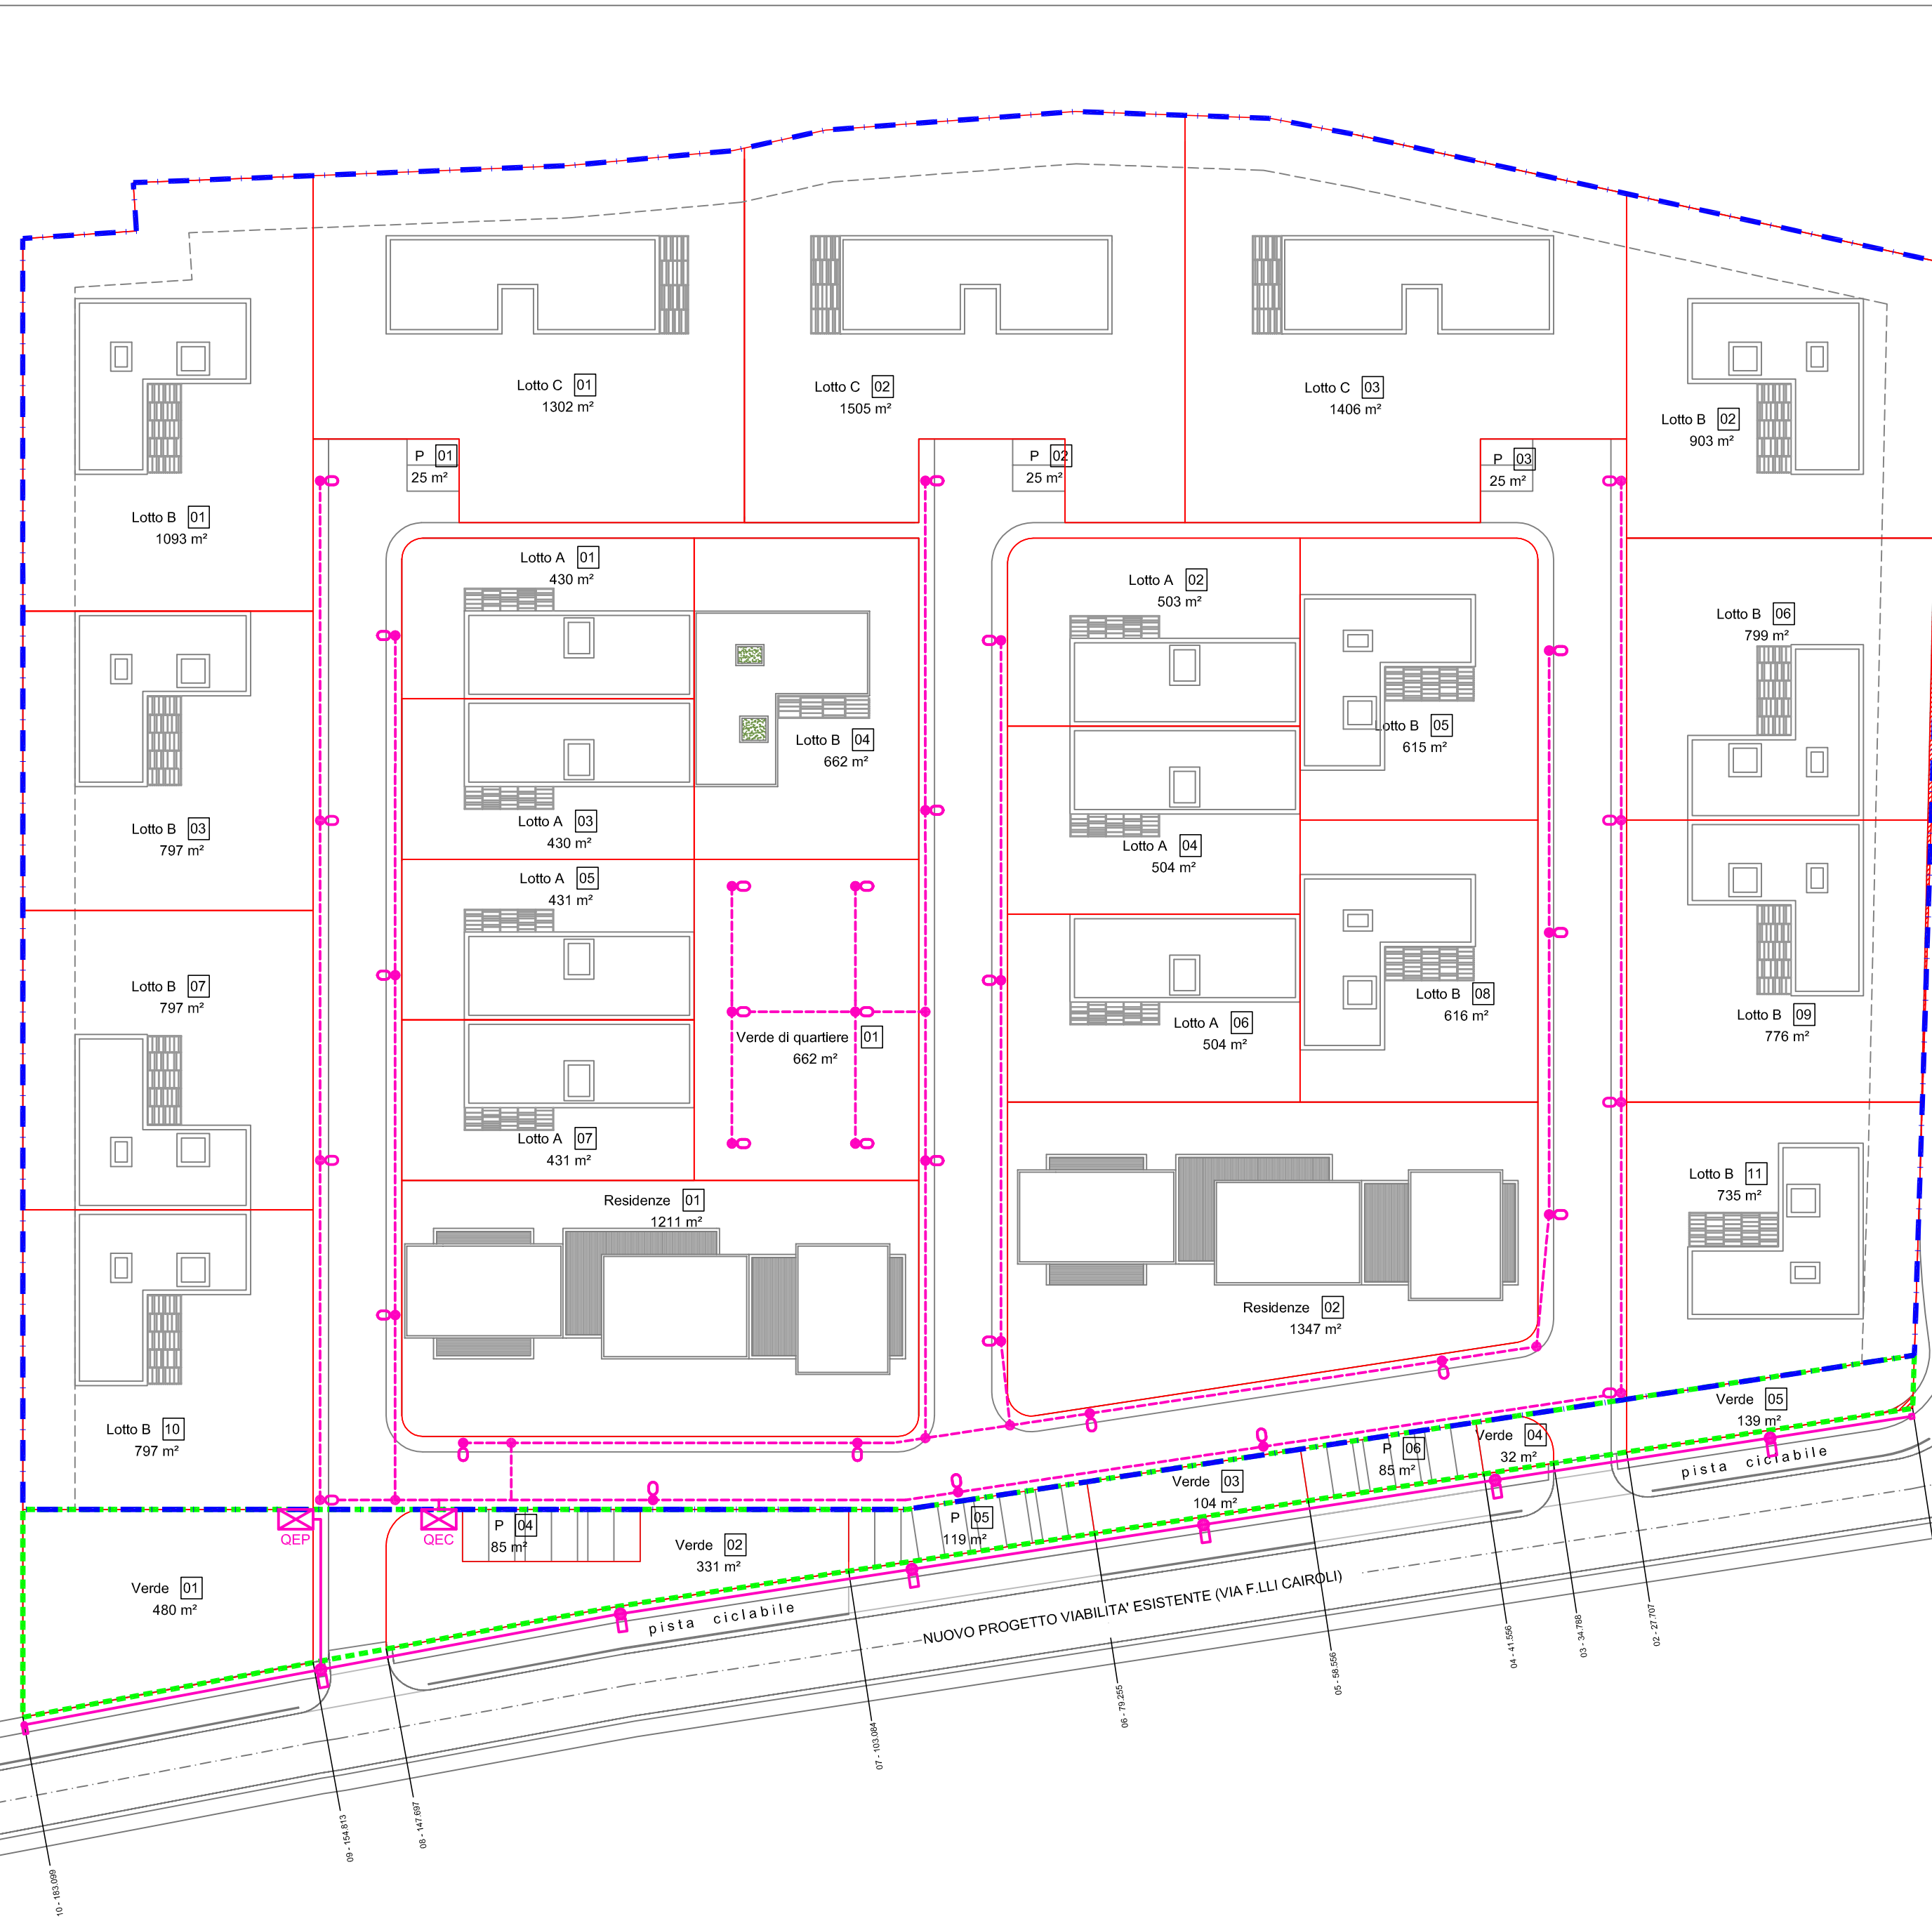 Lotto C 01
1302 m²
Lotto C 02
1505 m²
Lotto C 03
1406 m²
Lotto B 02
903 m²
P 01
25 m²
P 02
25 m²
P 03
25 m²
Lotto B 01
1093 m²
Lotto A 01
430 m²
Lotto A 02
503 m²
Lotto B 06
799 m²
Lotto B 04
662 m²
Lotto B 05
615 m²
Lotto B 03
797 m²
Lotto A 03
430 m²
Lotto A 04
504 m²
Lotto A 05
431 m²
Lotto B 07
797 m²
Lotto B 08
616 m²
Lotto B 09
776 m²
Lotto A 06
504 m²
Verde di quartiere 01
662 m²
Lotto A 07
431 m²
Lotto B 11
735 m²
Residenze 01
1211 m²
Residenze 02
1347 m²
Lotto B 10
797 m²
Verde 05
139 m²
Verde 04
32 m²
P 06
85 m²
Verde 03
104 m²
pista ciclabile
P 05
119 m²
P 04
85 m²
QEP
QEC
Verde 02
331 m²
Verde 01
480 m²
pista ciclabile
NUOVO PROGETTO VIABILITA' ESISTENTE (VIA F.LLI CAIROLI)
02 - 27.707
03 - 34.788
04 - 41.556
05 - 58.556
06 - 79.255
07 - 103.084
08 - 147.697
09 - 154.813
10 - 183.099